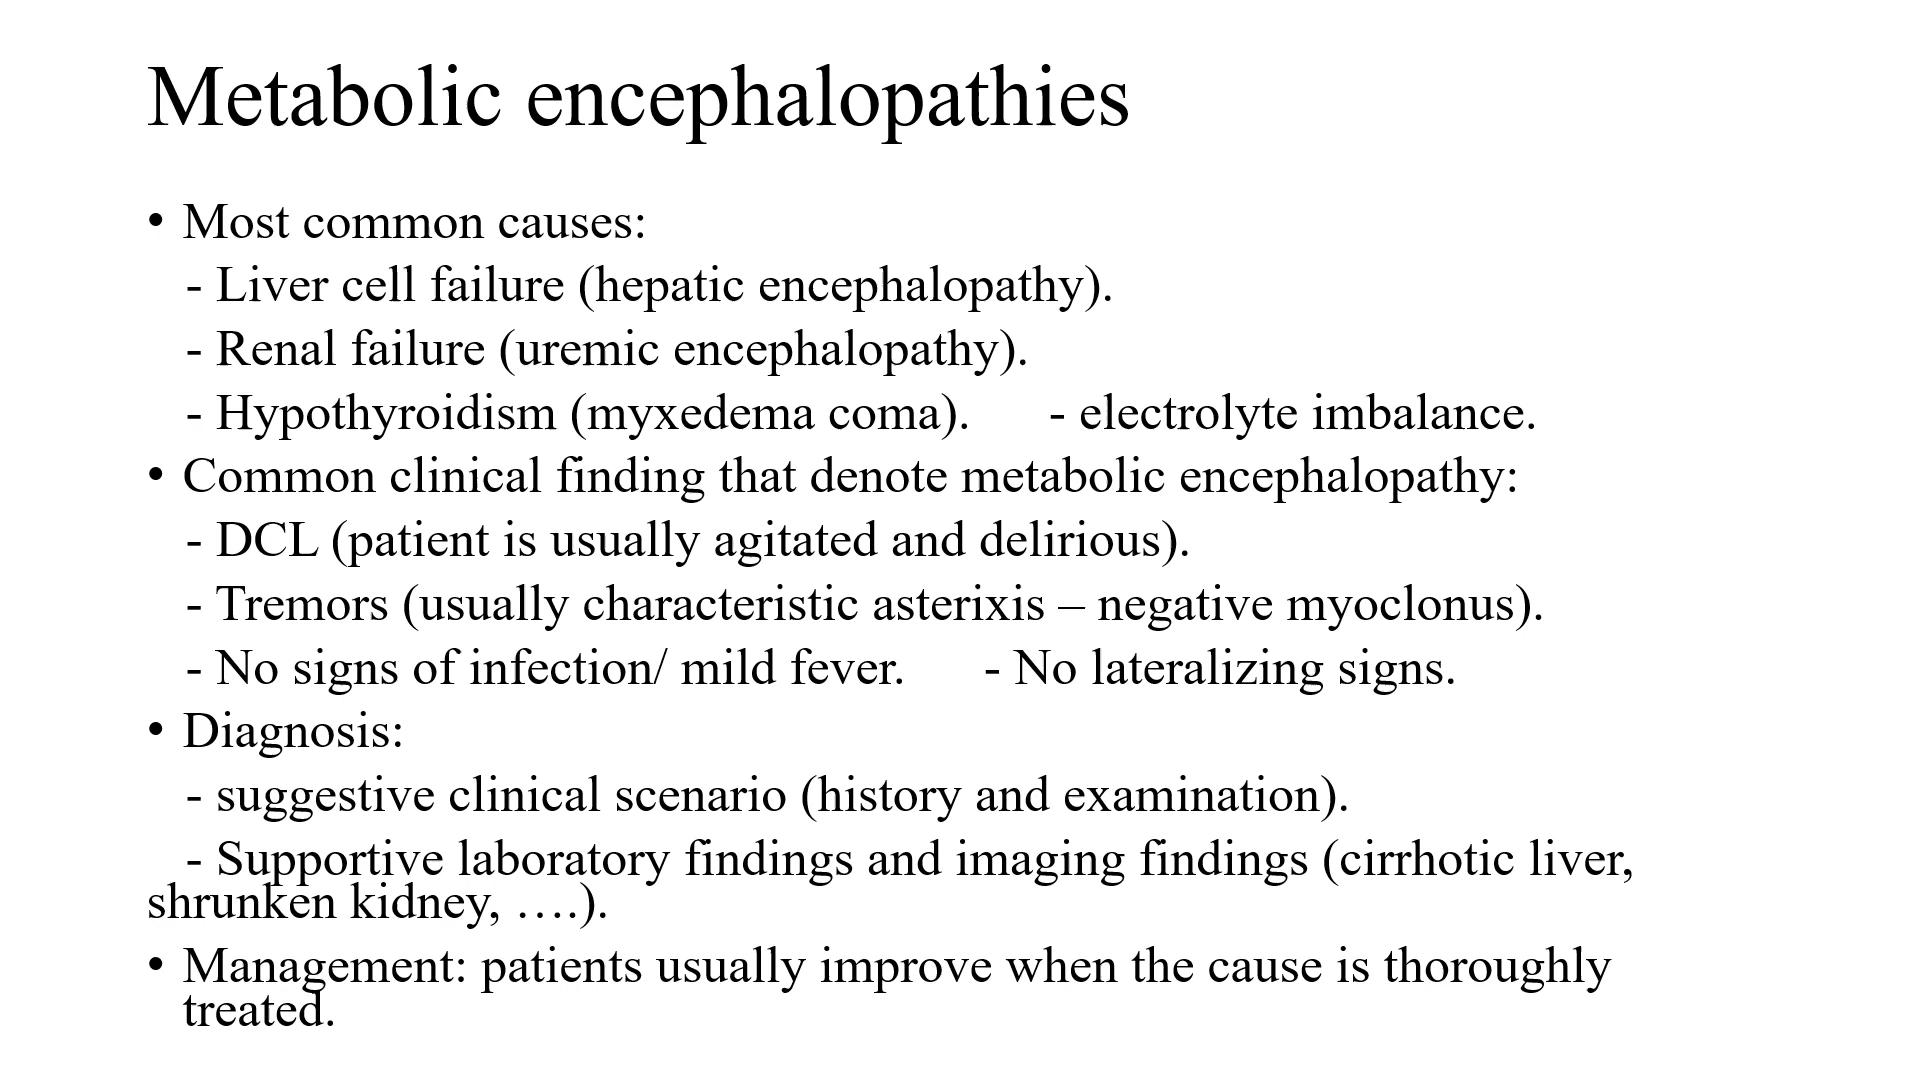 Metabolic encephalopathies
• Most common causes:
- Liver cell failure (hepatic encephalopathy).
- Renal failure (uremic encephalopathy).
- Hypothyroidism (myxedema coma). - electrolyte imbalance.
• Common clinical finding that denote metabolic encephalopathy:
- DCL (patient is usually agitated and delirious).
- Tremors (usually characteristic asterixis – negative myoclonus).
- No signs of infection/ mild fever. - No lateralizing signs.
• Diagnosis:
- suggestive clinical scenario (history and examination).
- Supportive laboratory findings and imaging findings (cirrhotic liver,
shrunken kidney, ….).
• Management: patients usually improve when the cause is thoroughly
treated.